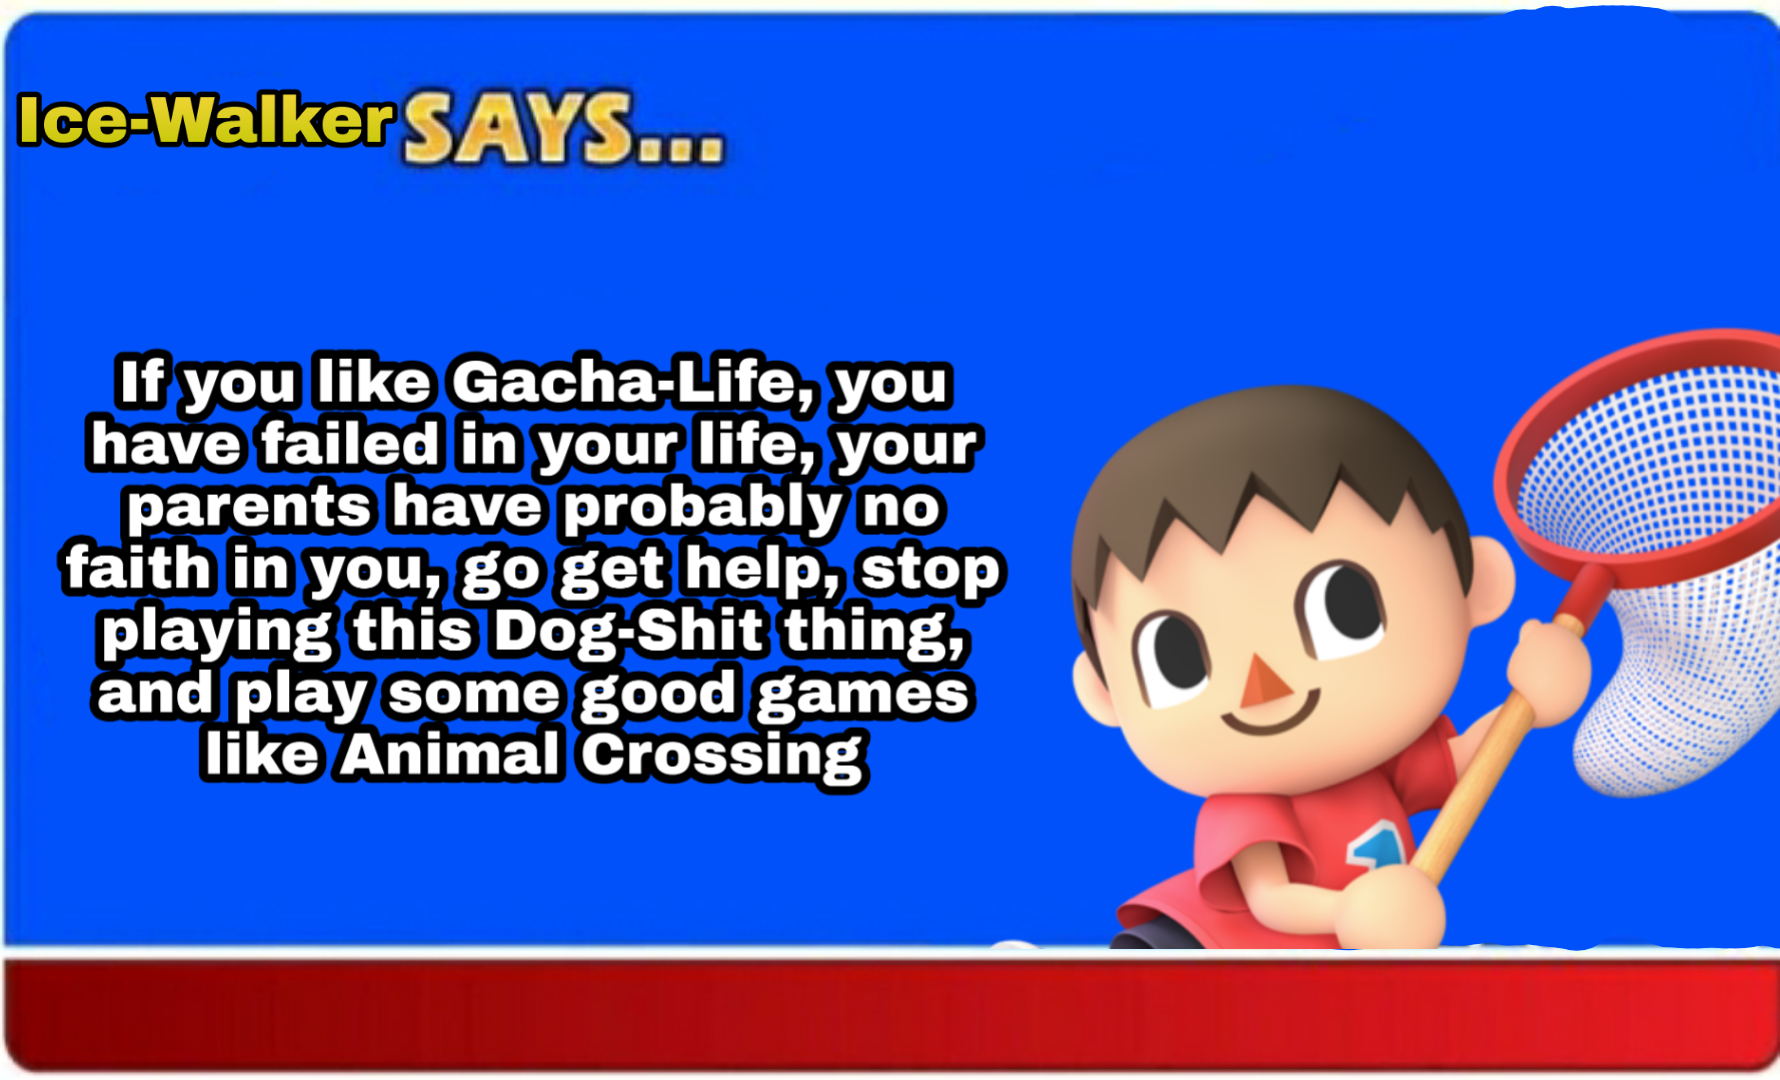 Ice-Walker SAYS...
If you like Gacha-Life, you
have failed in your life, your
parents have probably no
faith in you, go get help, stop
playing this Dog-Shit thing,
and play some good games
like Animal Crossing